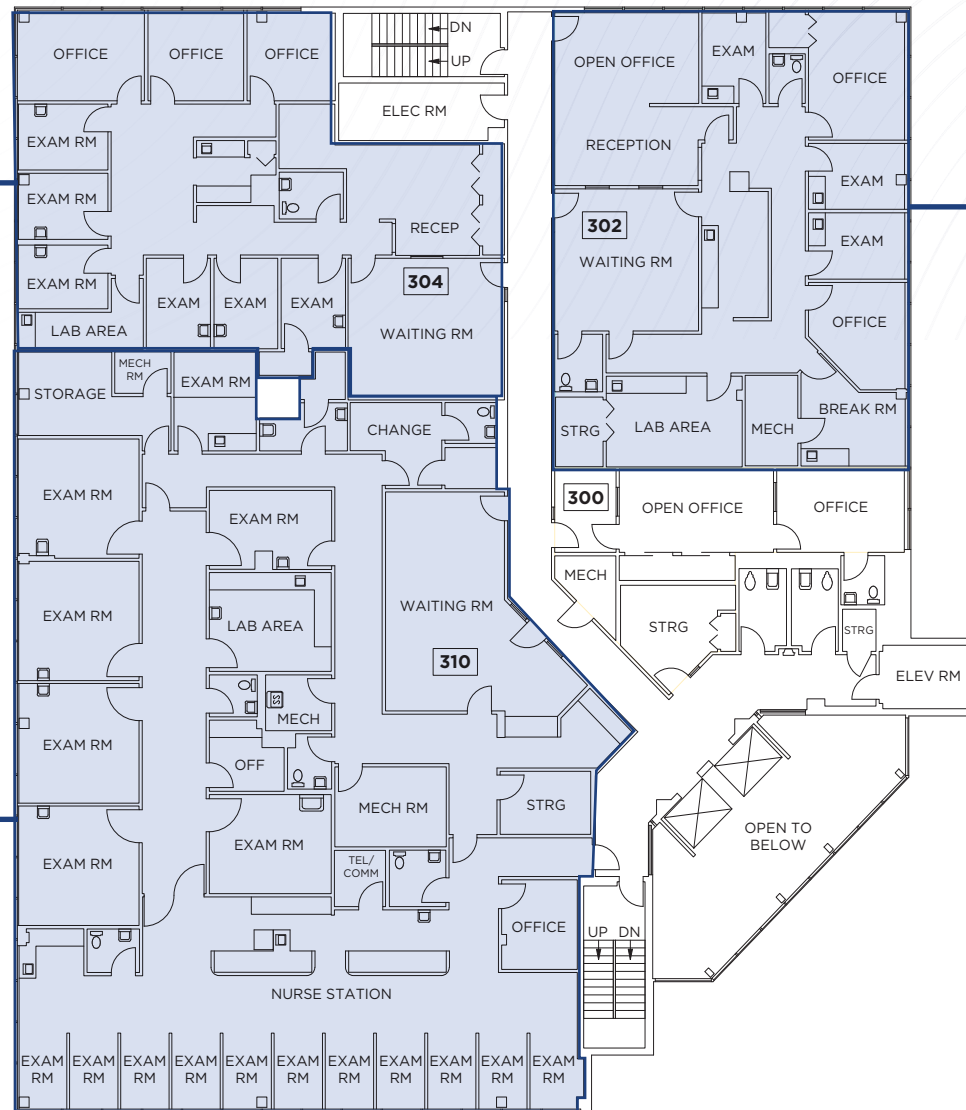 OFFICE OFFICE OFFICE
DN
UP
ELEC RM
EXAM RM
EXAM RM
EXAM RM
LAB AREA
EXAM EXAM EXAM
RECEP
304
WAITING RM
OPEN OFFICE
EXAM
OFFICE
RECEPTION
EXAM
302
WAITING RM
EXAM
OFFICE
STRG
LAB AREA
MECH
BREAK RM
STORAGE
MECH
RM
EXAM RM
CHANGE
300
OPEN OFFICE
OFFICE
MECH
STRG
STRG
ELEV RM
EXAM RM
EXAM RM
EXAM RM
LAB AREA
WAITING RM
310
MECH
EXAM RM
OFF
MECH RM
STRG
EXAM RM
EXAM RM
TEL/
COMM
OFFICE
OPEN TO
BELOW
UP DN
NURSE STATION
EXAM EXAM EXAM EXAM EXAM EXAM EXAM EXAM EXAM EXAM EXAM
RM RM RM RM RM RM RM RM RM RM RM